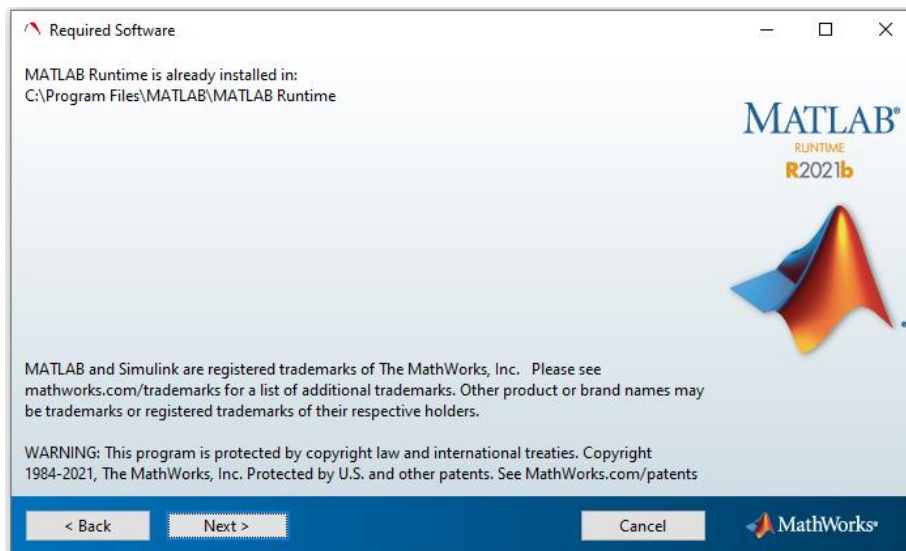 Required Software
MATLAB Runtime is already installed in:
C:\Program Files\MATLAB\MATLAB Runtime
MATLAB®
RUNTIME
R2021b
MATLAB and Simulink are registered trademarks of The MathWorks, Inc.   Please see
mathworks.com/trademarks for a list of additional trademarks. Other product or brand names may
be trademarks or registered trademarks of their respective holders.
WARNING: This program is protected by copyright law and international treaties. Copyright
1984-2021, The MathWorks, Inc. Protected by U.S. and other patents. See MathWorks.com/patents
< Back
Next >
Cancel
MathWorks®